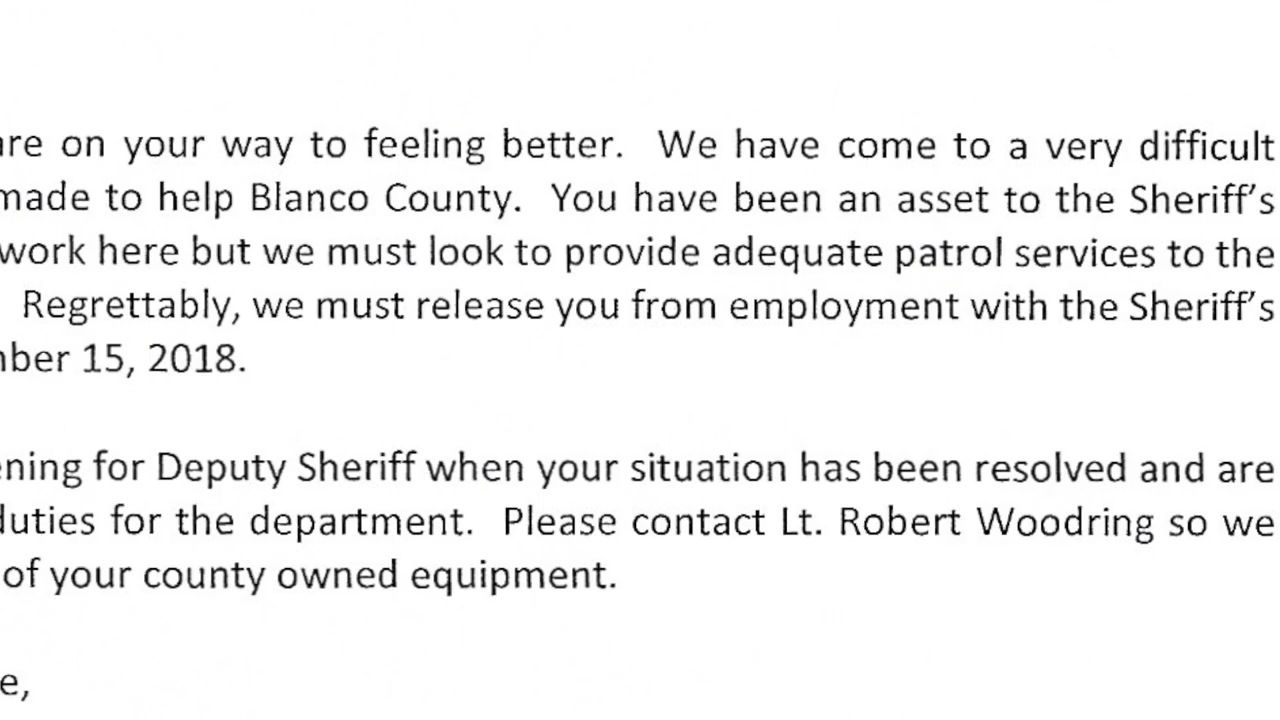 are on your way to feeling better. We have come to a very difficult
made to help Blanco County. You have been an asset to the Sheriff's
work here but we must look to provide adequate patrol services to the
Regrettably, we must release you from employment with the Sheriff's
mber 15, 2018.
ening for Deputy Sheriff when your situation has been resolved and are
duties for the department. Please contact Lt. Robert Woodring so we
of your county owned equipment.
e,